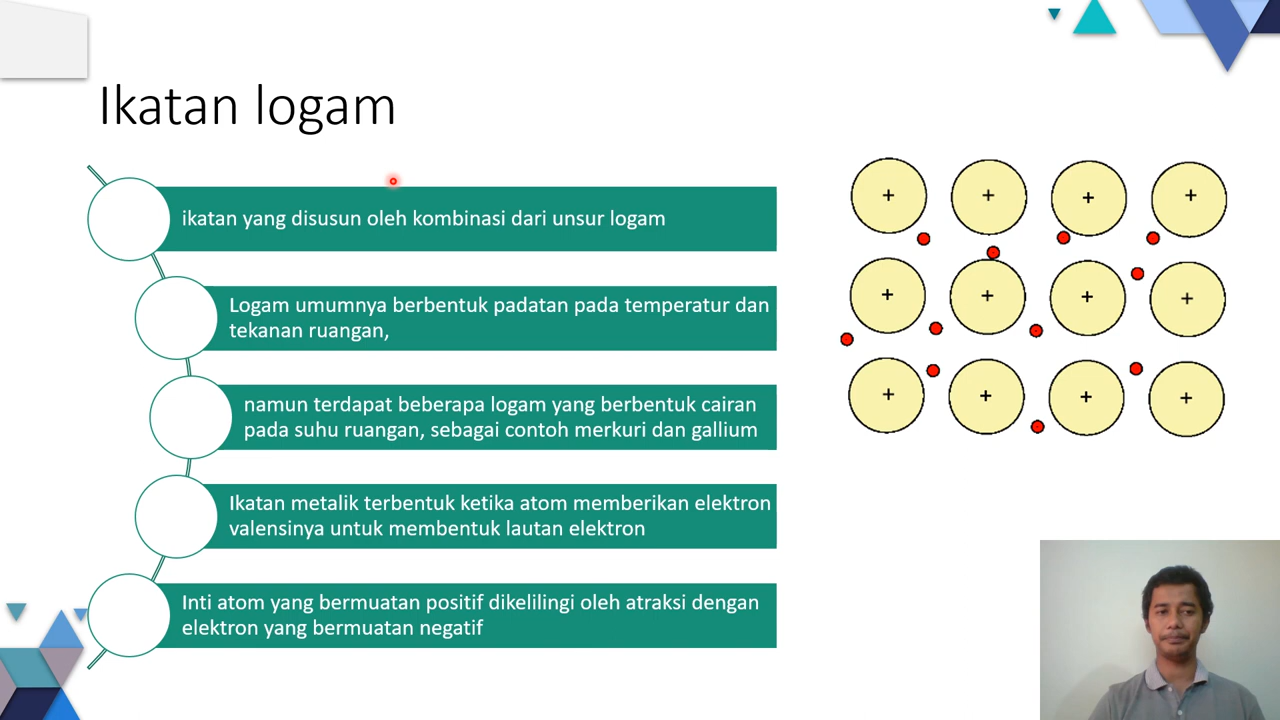 Ikatan logam
ikatan yang disusun oleh kombinasi dari unsur logam
Logam umumnya berbentuk padatan pada temperatur dan
tekanan ruangan,
namun terdapat beberapa logam yang berbentuk cairan
pada suhu ruangan, sebagai contoh merkuri dan gallium
Ikatan metalik terbentuk ketika atom memberikan elektron
valensinya untuk membentuk lautan elektron
Inti atom yang bermuatan positif dikelilingi oleh atraksi dengan
elektron yang bermuatan negatif
+ + + +
+ + + +
+ + + +